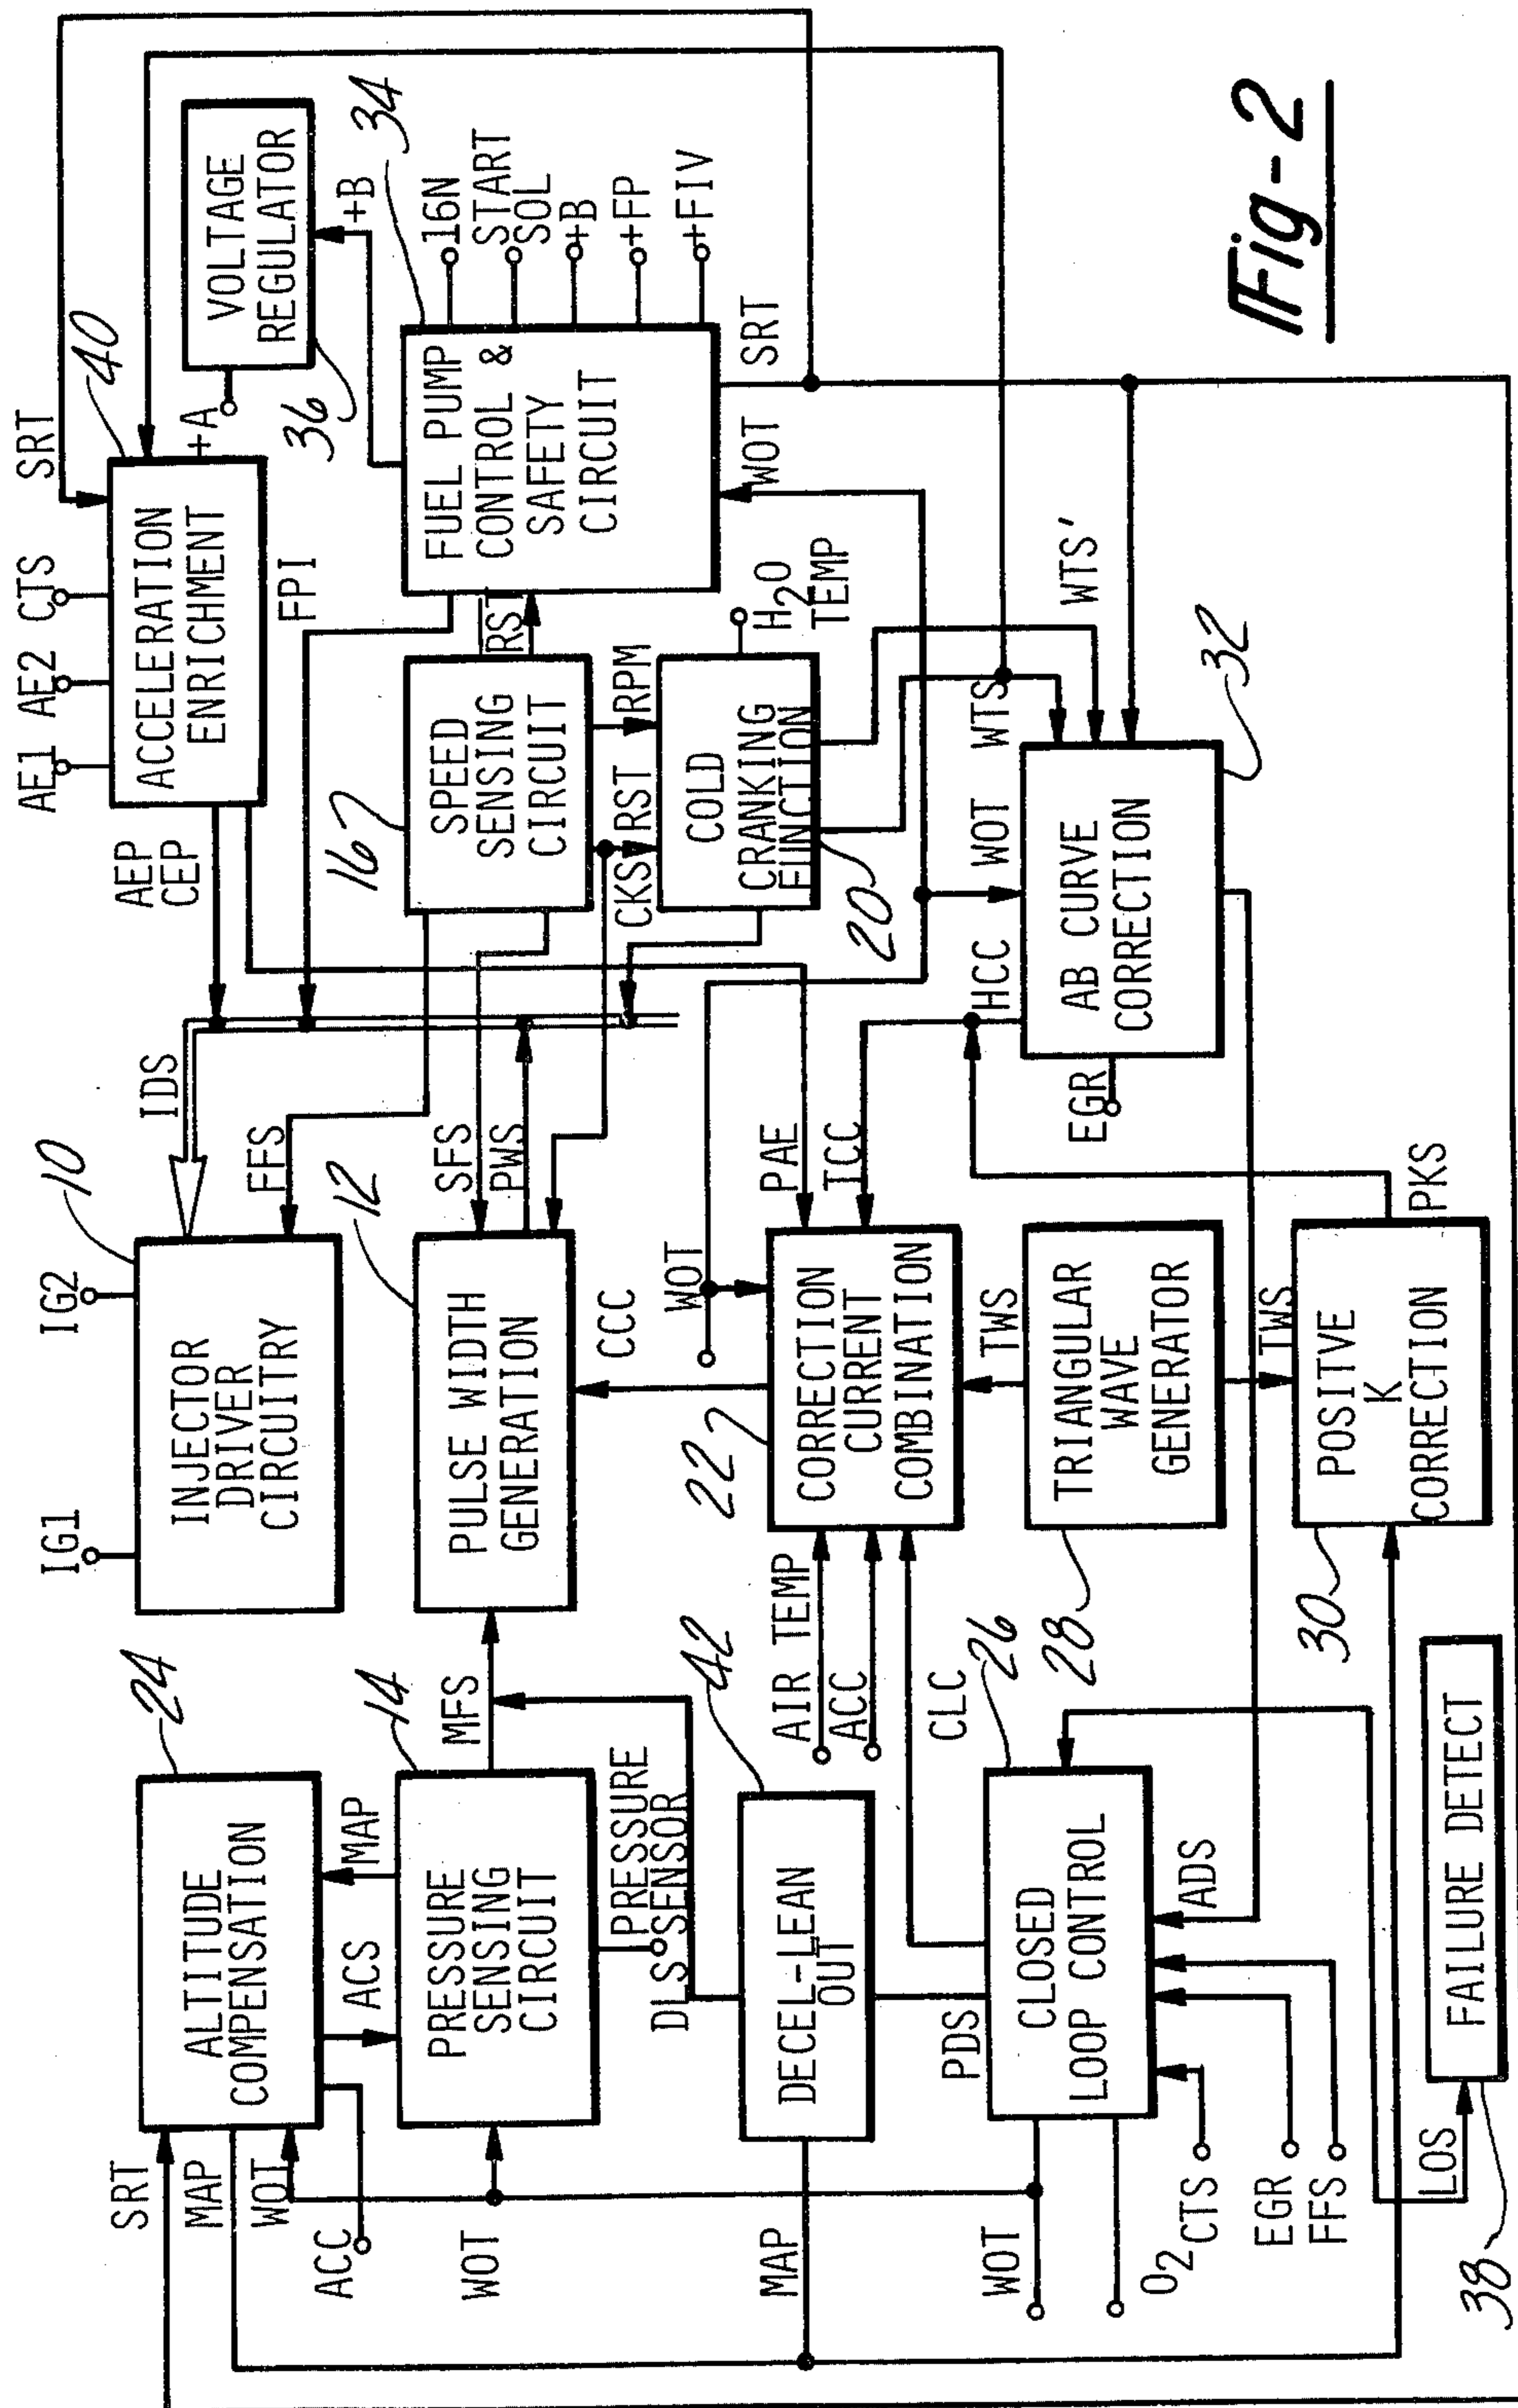 SRT
MAP
WOT
ACC
ALTITUDE
COMPENSATION
24
IG1
IG2
INJECTOR
DRIVER
CIRCUITRY
10
IDS
FFS
AEP
CEP
AE1
AE2
CTS
SRT
ACCELERATION
ENRICHMENT
40
+A
FPI
VOLTAGE
REGULATOR
36
+B
34
MAP
ACS
WOT
PRESSURE
SENSING
CIRCUIT
14
MFS
PRESSURE
SENSOR
DLS
PULSE WIDTH
GENERATION
12
SFS
PWS
CCC
SPEED
SENSING
CIRCUIT
16
RST
RPM
RST
CKS
FUEL PUMP
CONTROL &
SAFETY
CIRCUIT
16N
START
SOL
+B
+FP
+FIV
SRT
WOT
COLD
CRANKING
FUNCTION
20
H2O
TEMP
MAP
DECEL-LEAN
OUT
42
PDS
AIR TEMP
ACC
CLC
CORRECTION
CURRENT
COMBINATION
22
WOT
PAE
ICC
TWS
HCC
WOT
WTS
WTS'
AB CURVE
CORRECTION
32
EGR
WOT
O2
CTS
EGR
FFS
CLOSED
LOOP CONTROL
26
ADS
TRIANGULAR
WAVE
GENERATOR
28
TWS
POSITIVE
K
CORRECTION
30
PKS
LOS
FAILURE DETECT
38
Fig-2